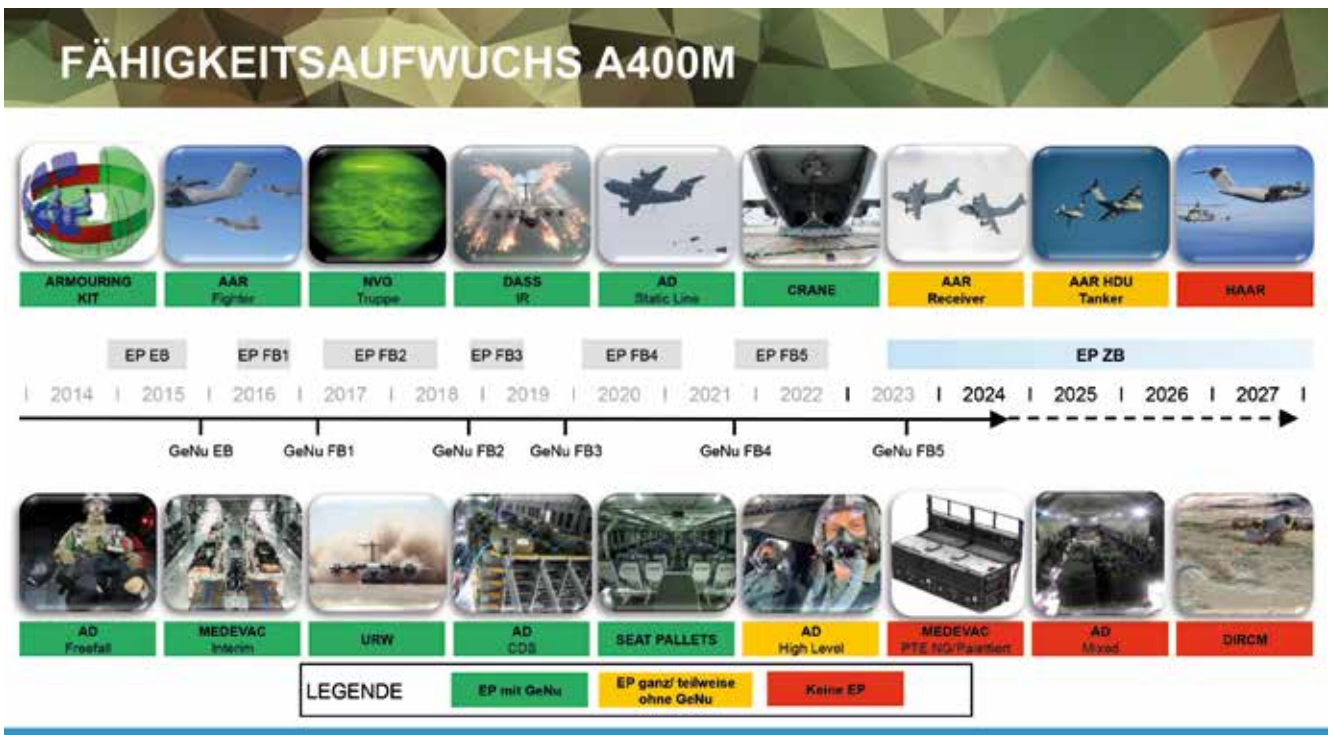 FÄHIGKEITSAUFWUCHS A400M
ARMOURING
KIT
AAR
Fighter
NVG
Truppe
DASS
IR
AD
Static Line
CRANE
AAR
Receiver
AAR HDU
Tanker
HAAR
EP EB
EP FB1
EP FB2
EP FB3
EP FB4
EP FB5
EP ZB
2014 2015 2016 2017 2018 2019 2020 2021 2022 2023 2024 2025 2026 2027
GeNu EB
GeNu FB1
GeNu FB2
GeNu FB3
GeNu FB4
GeNu FB5
AD
Freefall
MEDEVAC
Interim
URW
AD
CDS
SEAT PALLETS
AD
High Level
MEDEVAC
PTE NG/Palettiert
AD
Mixed
DIRCM
LEGENDE
EP mit GeNu
EP ganz/ teilweise
ohne GeNu
Keine EP